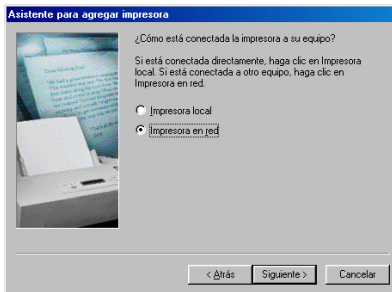 Asistente para agregar impresora
¿Cómo está conectada la impresora a su equipo?
Si está conectada directamente, haga clic en Impresora
local. Si está conectada a otro equipo, haga clic en
Impresora en red.
Impresora local
Impresora en red
< Atrás
Siguiente >
Cancelar